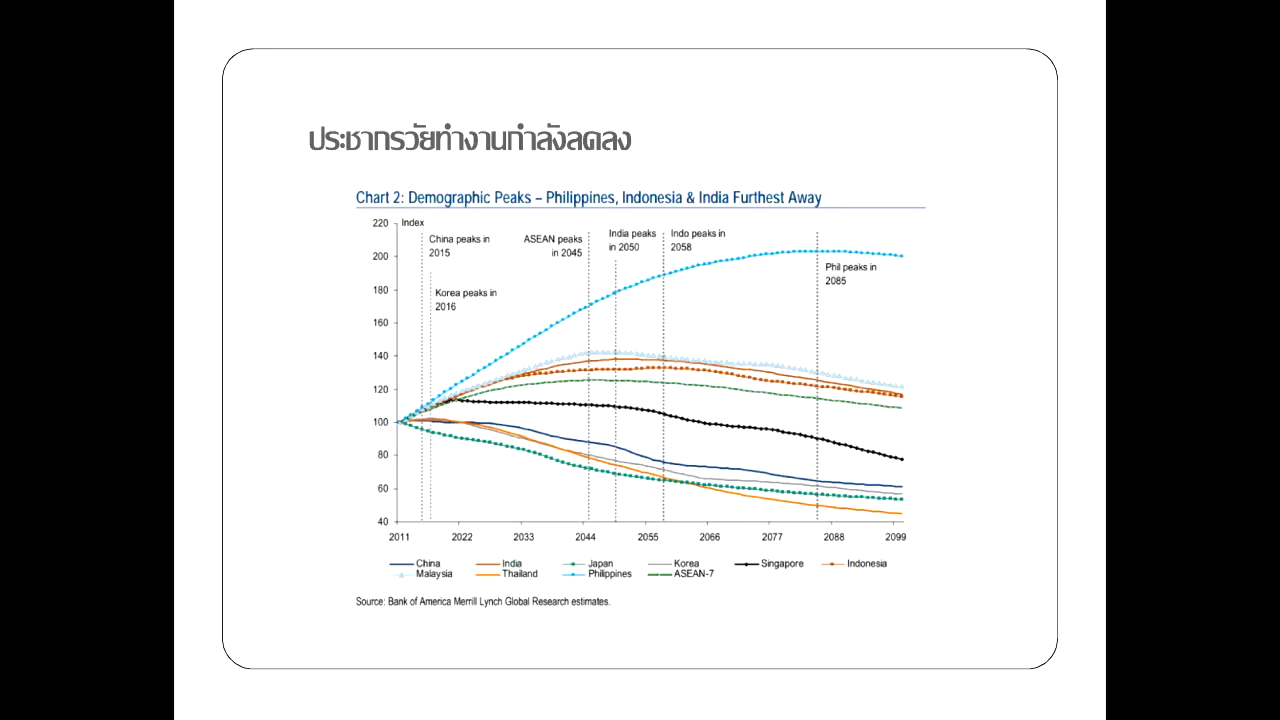 ประชากรวัยทำงานกำลังลดลง
Chart 2: Demographic Peaks – Philippines, Indonesia & India Furthest Away
Index
220
200
180
160
140
120
100
80
60
40
China peaks in
2015
Korea peaks in
2016
ASEAN peaks
in 2045
India peaks
in 2050
Indo peaks in
2058
Phil peaks in
2085
2011 2022 2033 2044 2055 2066 2077 2088 2099
China India Japan Korea Singapore Indonesia
Malaysia Thailand Philippines ASEAN-7
Source: Bank of America Merrill Lynch Global Research estimates.